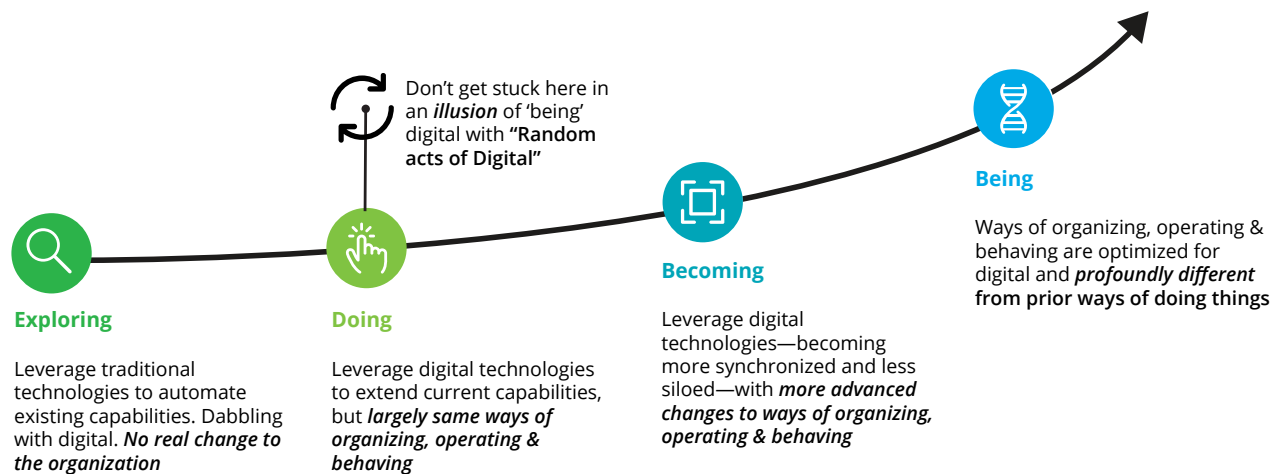 Don’t get stuck here in
an illusion of ‘being’
digital with “Random
acts of Digital”
Exploring
Leverage traditional
technologies to automate
existing capabilities. Dabbling
with digital. No real change to
the organization
Doing
Leverage digital technologies
to extend current capabilities,
but largely same ways of
organizing, operating &
behaving
Becoming
Leverage digital
technologies—becoming
more synchronized and less
siloed—with more advanced
changes to ways of organizing,
operating & behaving
Being
Ways of organizing, operating &
behaving are optimized for
digital and profoundly different
from prior ways of doing things